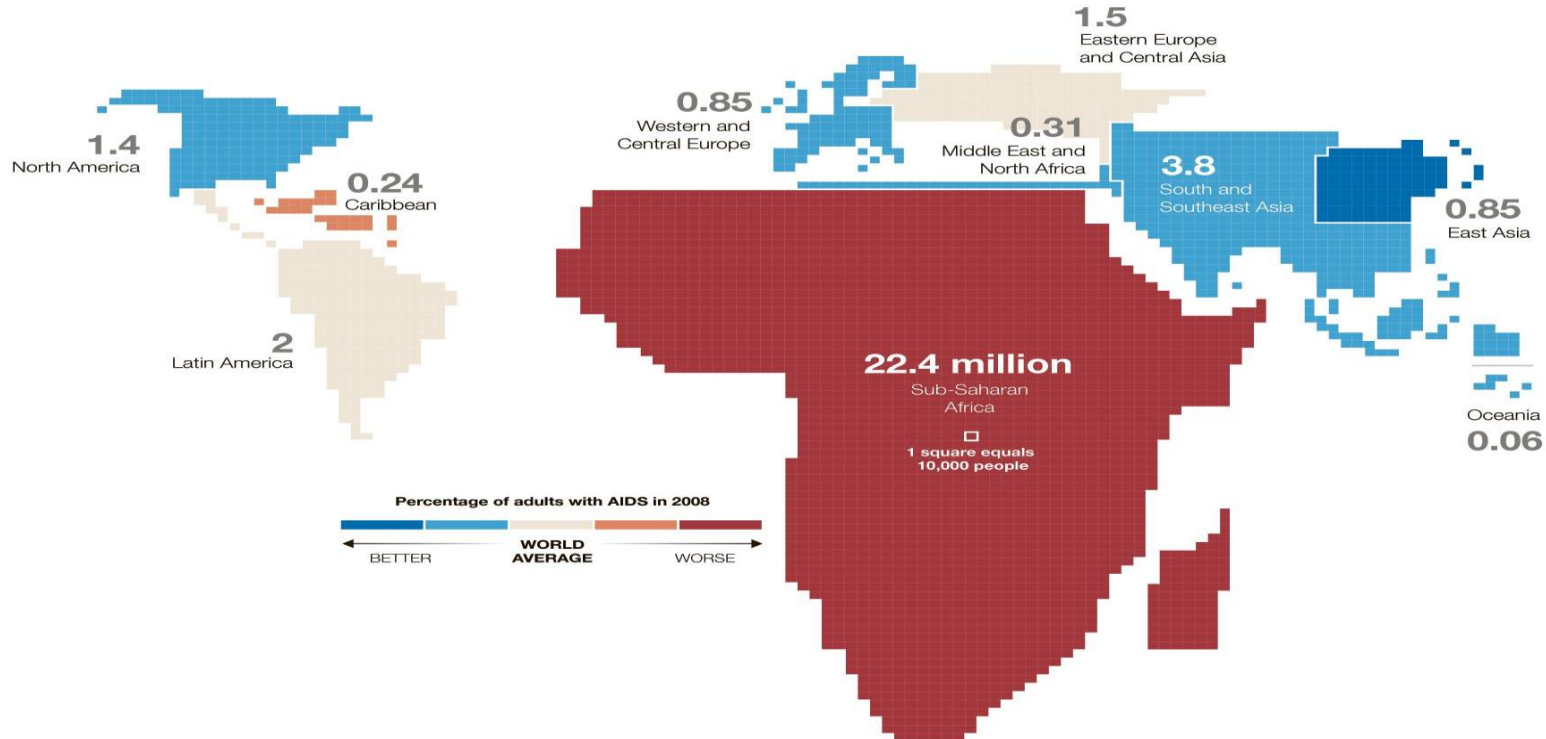 1.5
Eastern Europe
and Central Asia
0.85
Western and
Central Europe
0.31
Middle East and
North Africa
1.4
North America
0.24
Caribbean
3.8
South and
Southeast Asia
0.85
East Asia
2
Latin America
22.4 million
Sub-Saharan
Africa
1 square equals
10,000 people
Oceania
0.06
Percentage of adults with AIDS in 2008
BETTER
WORLD
AVERAGE
WORSE